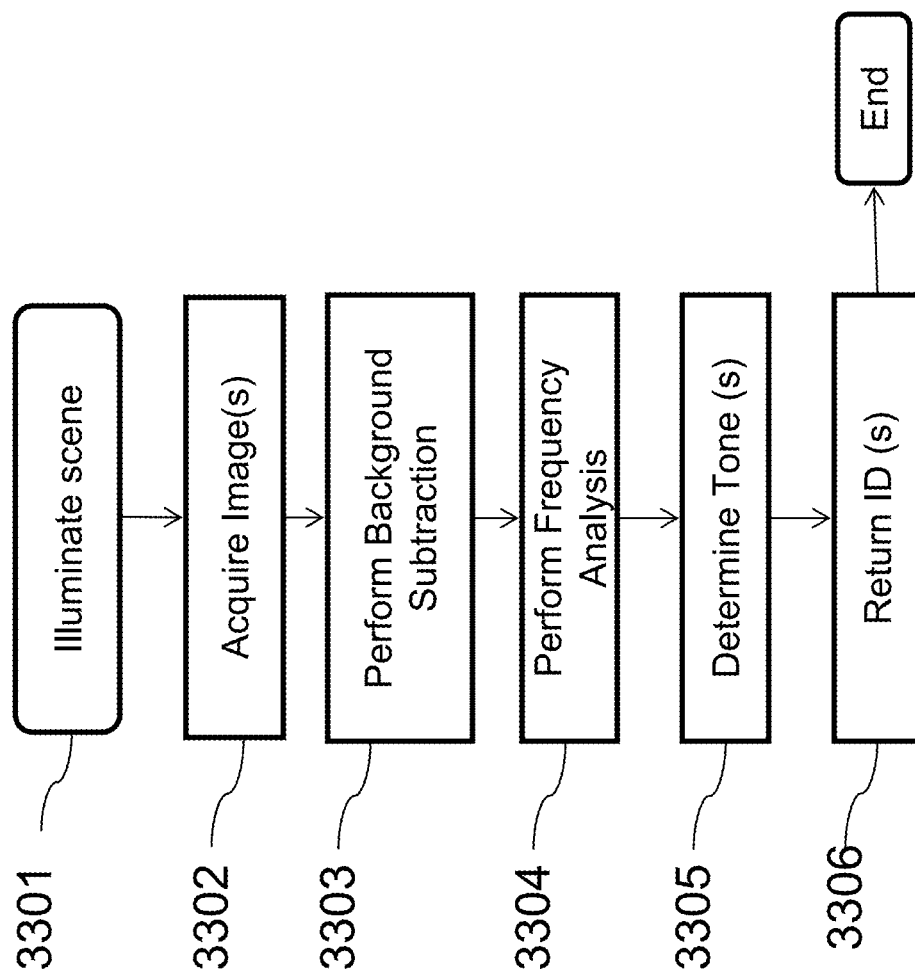 3301
Illuminate scene
3302
Acquire Image(s)
3303
Perform Background
Subtraction
3304
Perform Frequency
Analysis
3305
Determine Tone (s)
3306
Return ID (s)
End